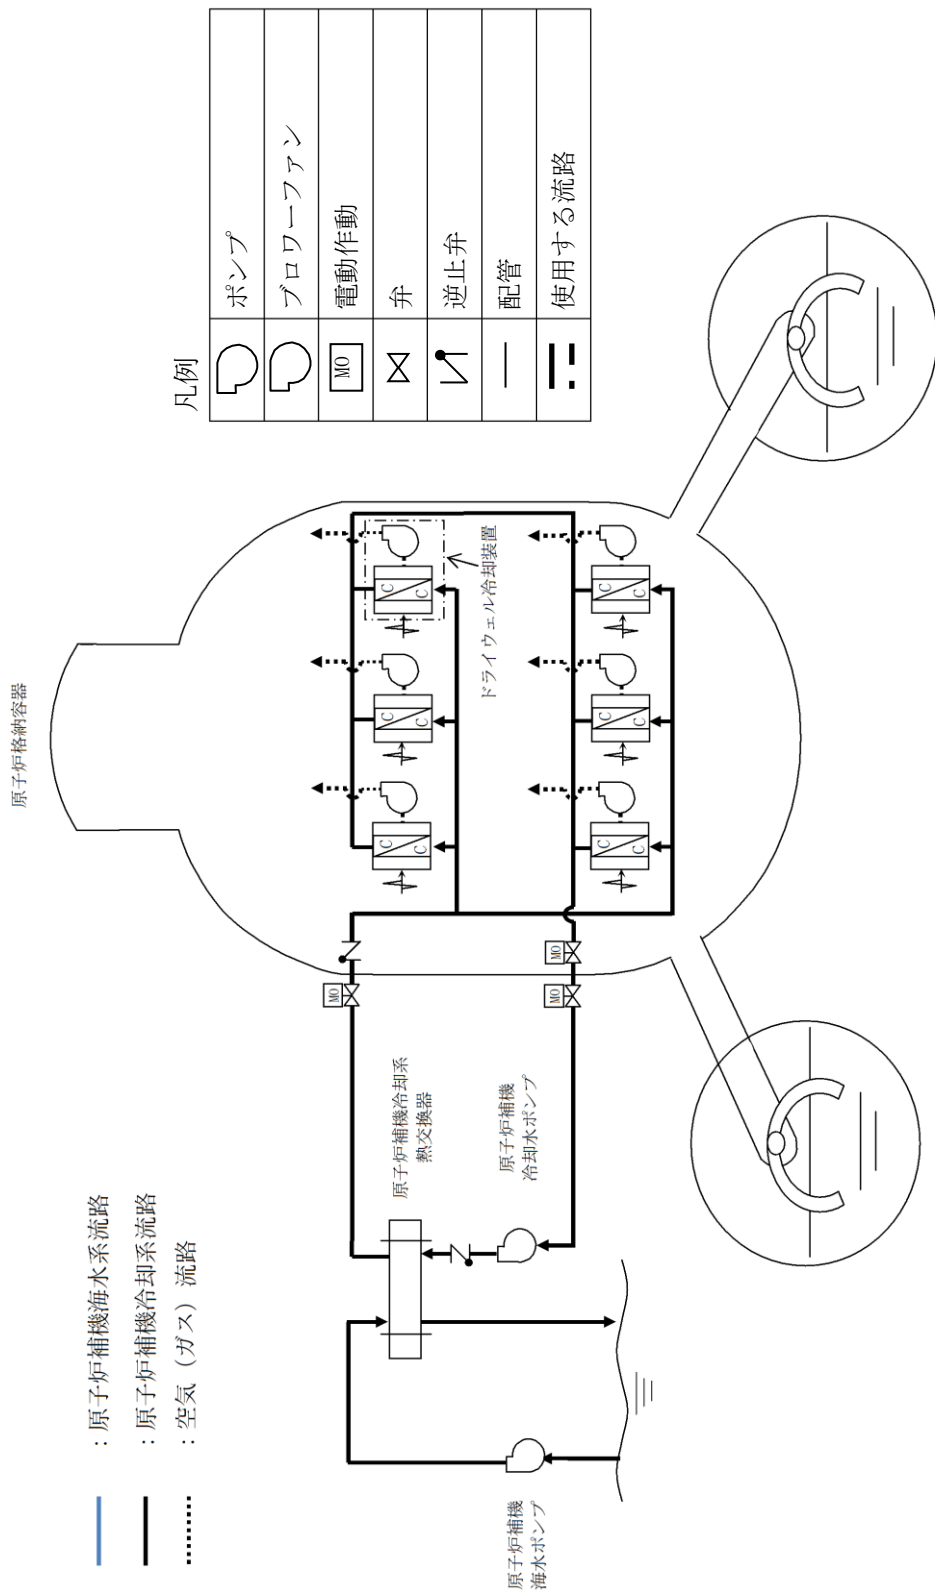 原子炉格納容器
凡例
ポンプ
ブロワーファン
MO 電動作動
弁
逆止弁
配管
使用する流路
C C
C C
C C
ドライウェル冷却装置
C C
C C
C C
MO
MO
MO
原子炉補機冷却系
熱交換器
原子炉補機
冷却水ポンプ
原子炉補機
海水ポンプ
：原子炉補機海水系流路
：原子炉補機冷却系流路
：空気（ガス）流路